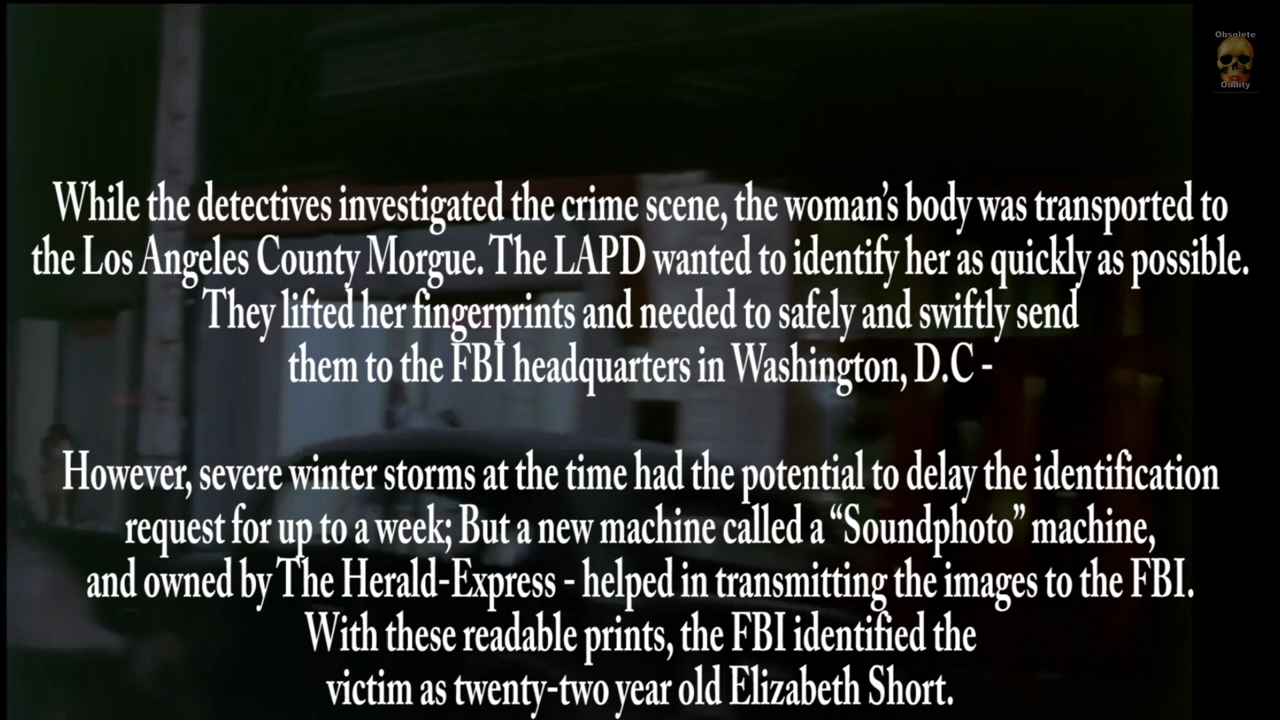 Obsolete
Oddity
While the detectives investigated the crime scene, the woman’s body was transported to
the Los Angeles County Morgue. The LAPD wanted to identify her as quickly as possible.
They lifted her fingerprints and needed to safely and swiftly send
them to the FBI headquarters in Washington, D.C -
However, severe winter storms at the time had the potential to delay the identification
request for up to a week; But a new machine called a “Soundphoto” machine,
and owned by The Herald-Express - helped in transmitting the images to the FBI.
With these readable prints, the FBI identified the
victim as twenty-two year old Elizabeth Short.